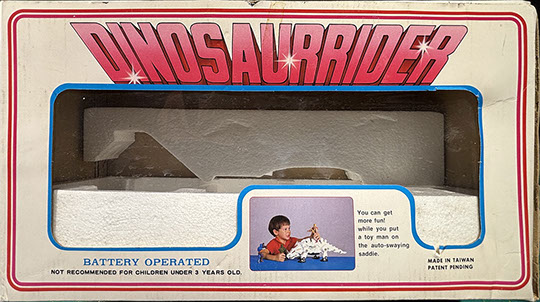 DINOSAURRIDER
You can get
more fun!
while you put
a toy man on
the auto-swaying
saddie.
BATTERY OPERATED
NOT RECOMMENDED FOR CHILDREN UNDER 3 YEARS OLD.
MADE IN TAIWAN
PATENT PENDING